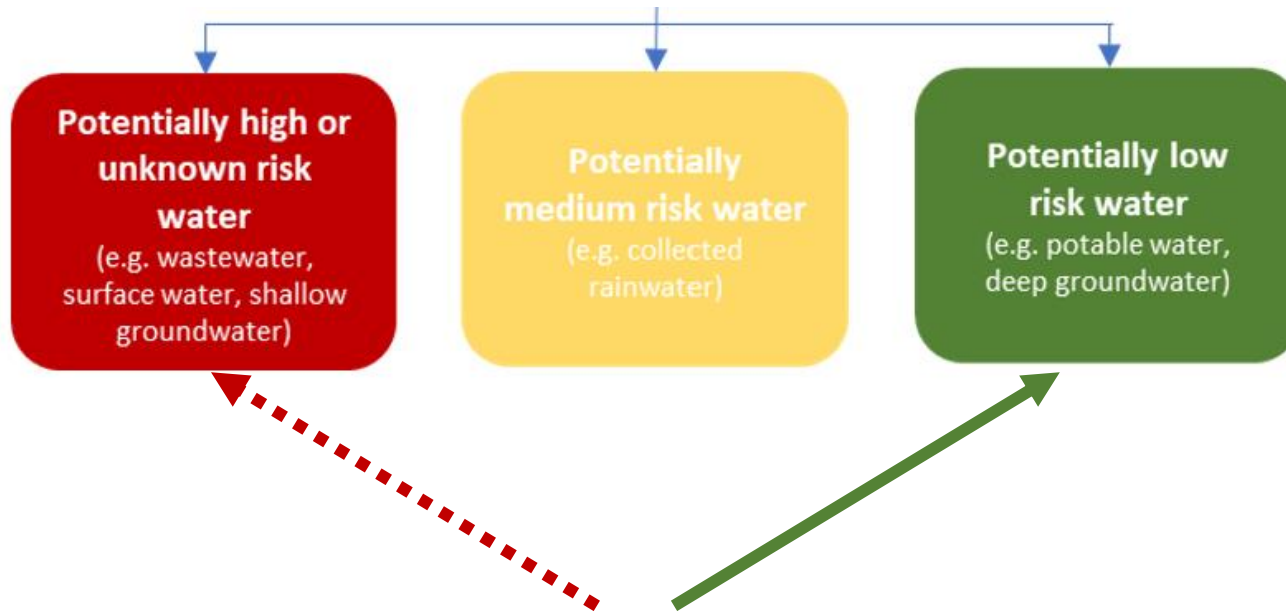 Potentially high or
unknown risk
water
(e.g. wastewater,
surface water, shallow
groundwater)
Potentially
medium risk water
(e.g. collected
rainwater)
Potentially low
risk water
(e.g. potable water,
deep groundwater)